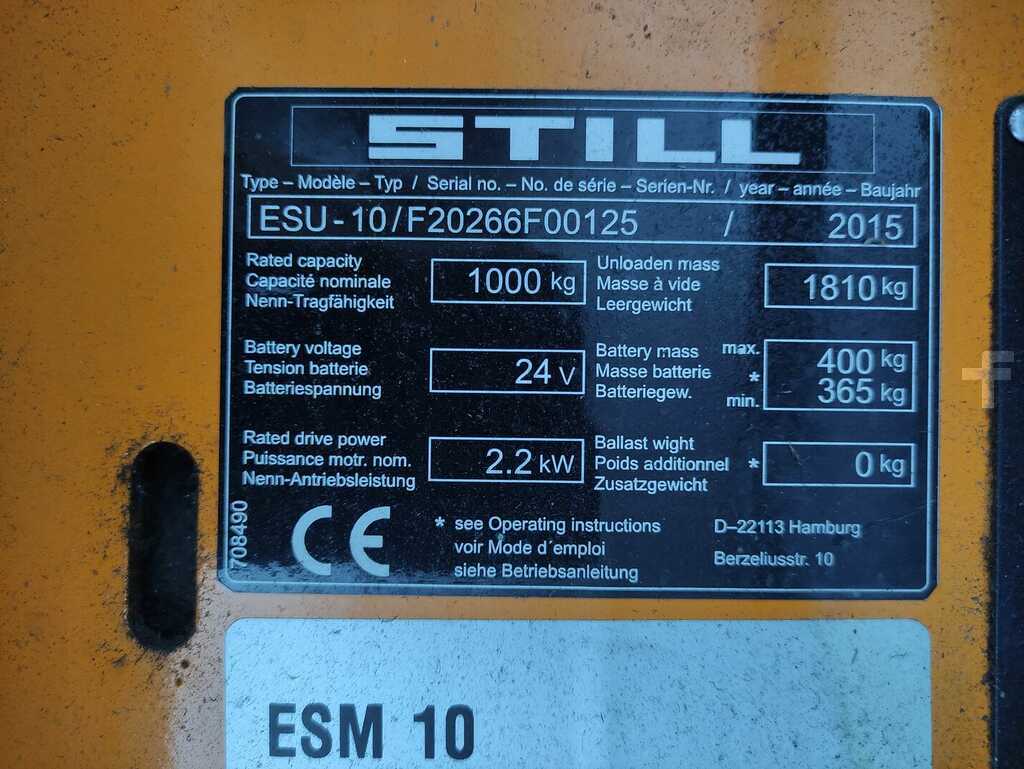 STILL
Type – Modèle – Typ / Serial no. – No. de série – Serien-Nr. / year – année – Baujahr
ESU - 10 / F20266F00125 / 2015
Rated capacity
Capacité nominale
Nenn-Tragfähigkeit
1000 kg
Unloaden mass
Masse à vide
Leergewicht
1810 kg
Battery voltage
Tension batterie
Batteriespannung
24 V
Battery mass max.
Masse batterie *
Batteriegew. min.
400 kg
365 kg
Rated drive power
Puissance motr. nom.
Nenn-Antriebsleistung
2.2 kW
Ballast wight
Poids additionnel *
Zusatzgewicht
0 kg
708490
CE
* see Operating instructions
voir Mode d´emploi
siehe Betriebsanleitung
D–22113 Hamburg
Berzeliusstr. 10
ESM 10